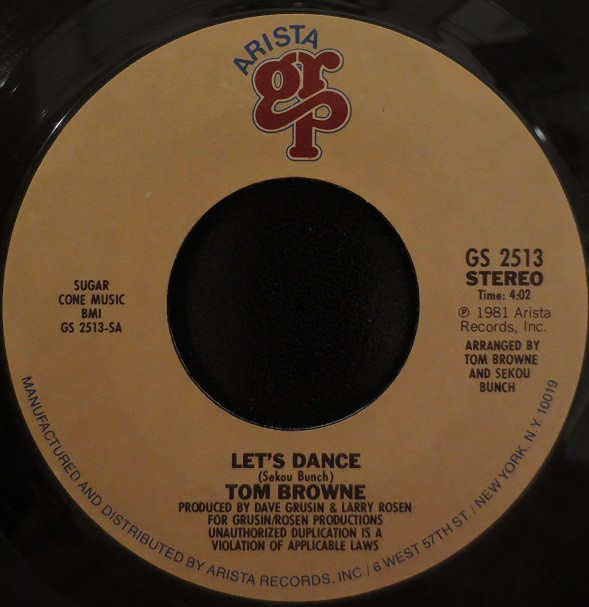 ARISTA
grp
SUGAR
CONE MUSIC
BMI
GS 2513-SA
GS 2513
STEREO
Time: 4:02
℗ 1981 Arista
Records, Inc.
ARRANGED BY
TOM BROWNE
AND SEKOU
BUNCH
LET'S DANCE
(Sekou Bunch)
TOM BROWNE
PRODUCED BY DAVE GRUSIN & LARRY ROSEN
FOR GRUSIN/ROSEN PRODUCTIONS
UNAUTHORIZED DUPLICATION IS A
VIOLATION OF APPLICABLE LAWS
MANUFACTURED AND DISTRIBUTED BY ARISTA RECORDS, INC./6 WEST 57TH ST./NEW YORK, N.Y. 10019